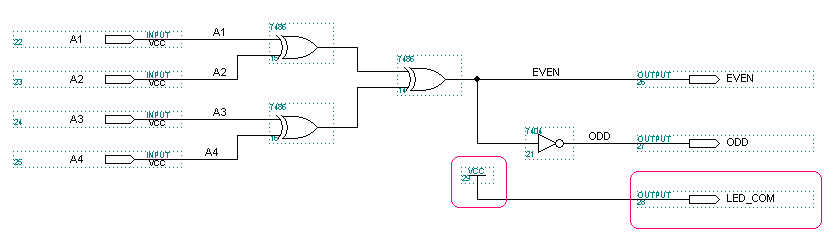 7486
INPUT
22 A1 VCC A1
15
7486
INPUT
23 A2 VCC A2
14
EVEN
OUTPUT
26
EVEN
7486
INPUT
24 A3 VCC A3
16
7404
21
ODD
OUTPUT
27
ODD
INPUT
25 A4 VCC A4
VCC
29
OUTPUT
28
LED_COM